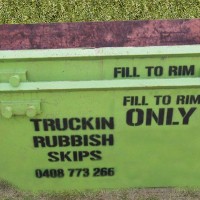 FILL TO RIM
FILL TO RIM
ONLY
TRUCKIN
RUBBISH
SKIPS
0408 773 266